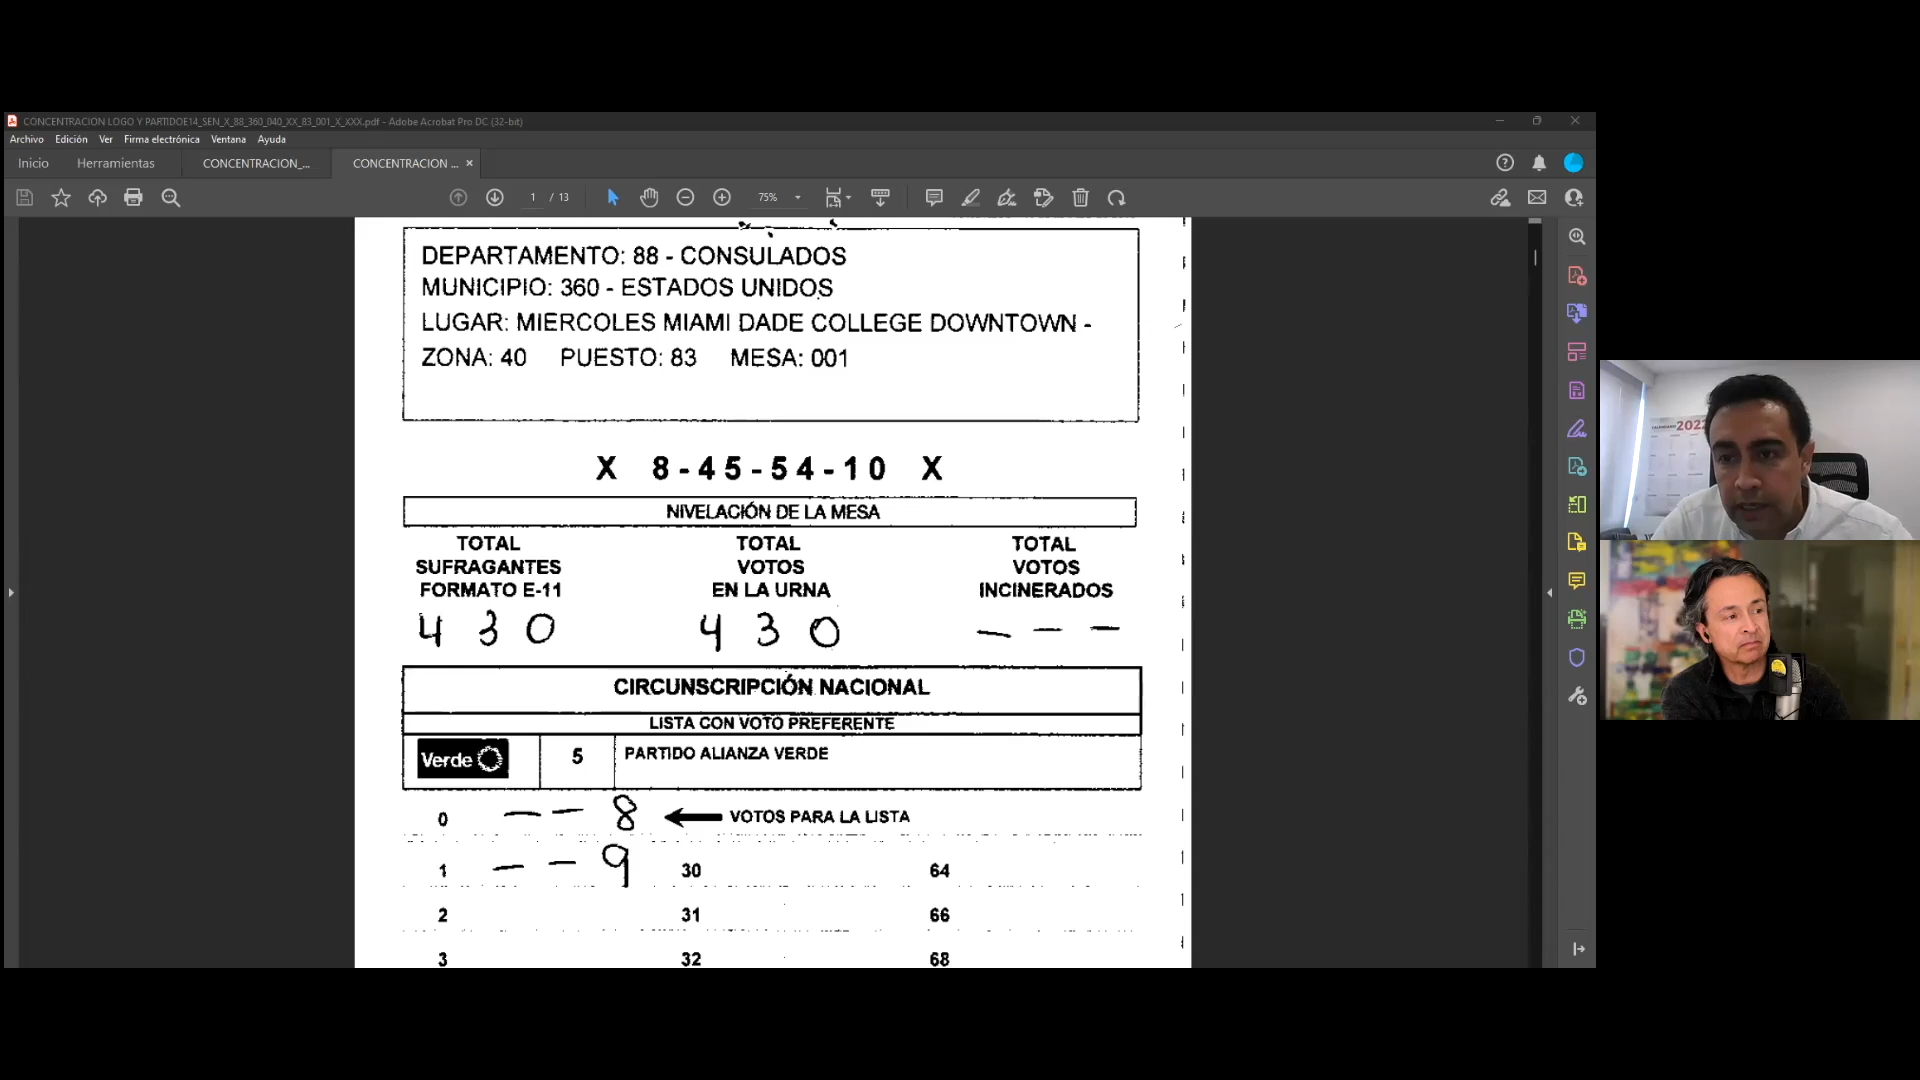 CONCENTRACION LOGO Y PARTIDOE14_SEN_X_88_360_040_XX_83_001_X_XXX.pdf - Adobe Acrobat Pro DC (32-bit)
Archivo Edición Ver Firma electrónica Ventana Ayuda
Inicio Herramientas CONCENTRACION_... CONCENTRACION ... ×
1 / 13 75%
DEPARTAMENTO: 88 - CONSULADOS
MUNICIPIO: 360 - ESTADOS UNIDOS
LUGAR: MIERCOLES MIAMI DADE COLLEGE DOWNTOWN -
ZONA: 40 PUESTO: 83 MESA: 001
X 8-45-54-10 X
NIVELACIÓN DE LA MESA
TOTAL SUFRAGANTES FORMATO E-11
TOTAL VOTOS EN LA URNA
TOTAL VOTOS INCINERADOS
4 3 0 4 3 0 - - -
CIRCUNSCRIPCIÓN NACIONAL
LISTA CON VOTO PREFERENTE
Verde 5 PARTIDO ALIANZA VERDE
0 - - 8 ← VOTOS PARA LA LISTA
1 - - 9 30 64
2 31 66
3 32 68
CALENDARIO 2022